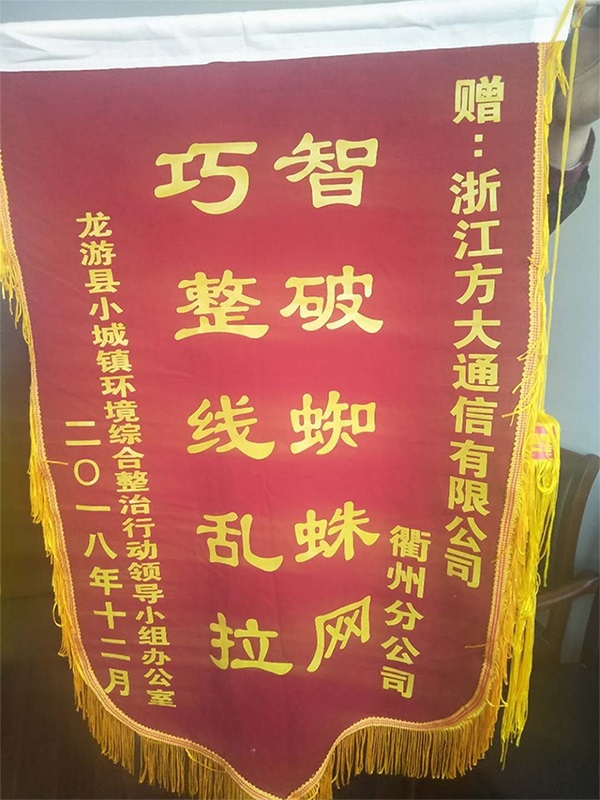 赠：浙江方大通信有限公司
衢州分公司
智破蜘蛛网
巧整线乱拉
龙游县小城镇环境综合整治行动领导小组办公室
二〇一八年十二月